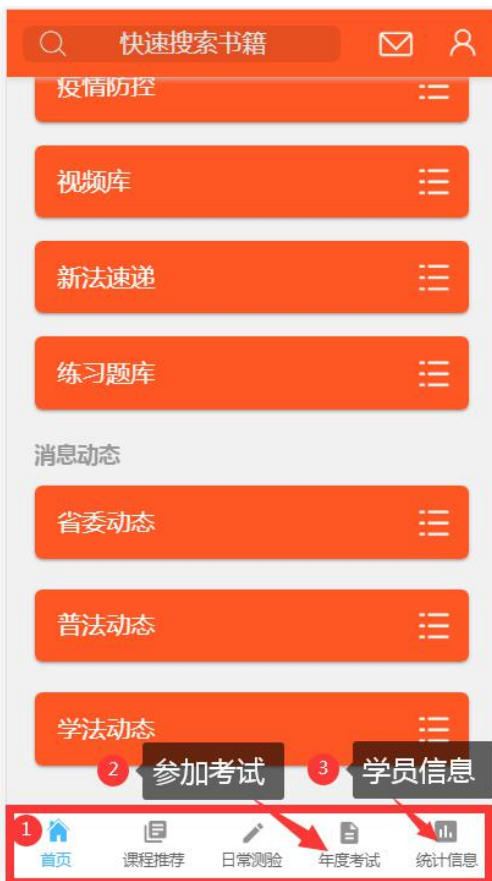 快速搜索书籍
疫情防控
视频库
新法速递
练习题库
消息动态
省委动态
普法动态
学法动态
2 参加考试 3 学员信息
1
首页 课程推荐 日常测验 年度考试 统计信息